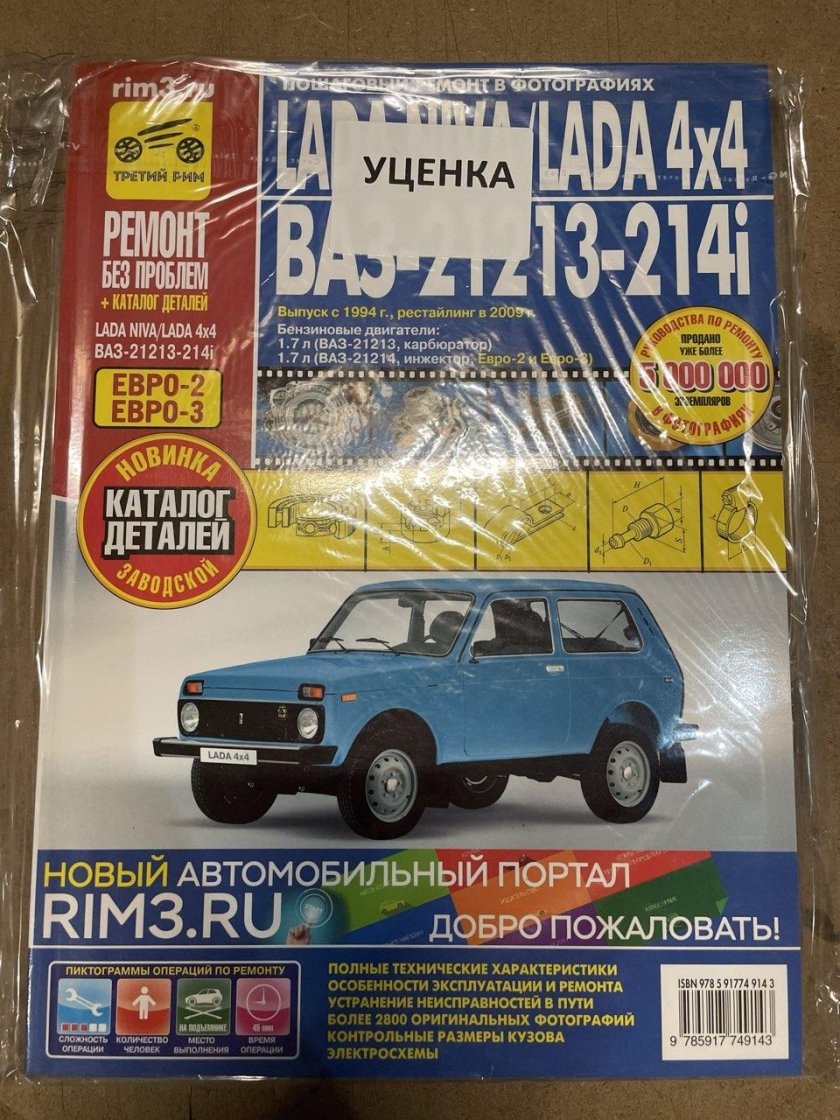 rim3.ru
ПОШАГОВЫЙ РЕМОНТ В ФОТОГРАФИЯХ
LADA NIVA/LADA 4x4
УЦЕНКА
ТРЕТИЙ РИМ
ВАЗ-21213-214i
РЕМОНТ
БЕЗ ПРОБЛЕМ
+ КАТАЛОГ ДЕТАЛЕЙ
LADA NIVA/LADA 4x4
ВАЗ-21213-214i
ЕВРО-2
ЕВРО-3
Выпуск с 1994 г., рестайлинг в 2009 г.
Бензиновые двигатели:
1.7 л (ВАЗ-21213, карбюратор)
1.7 л (ВАЗ-21214, инжектор, Евро-2 и Евро-3)
РУКОВОДСТВА ПО РЕМОНТУ
ПРОДАНО
УЖЕ БОЛЕЕ
5 000 000
ЭКЗЕМПЛЯРОВ
В ФОТОГРАФИЯХ
НОВИНКА
КАТАЛОГ
ДЕТАЛЕЙ
ЗАВОДСКОЙ
LADA 4x4
НОВЫЙ АВТОМОБИЛЬНЫЙ ПОРТАЛ
RIM3.RU
ДОБРО ПОЖАЛОВАТЬ!
ПИКТОГРАММЫ ОПЕРАЦИЙ ПО РЕМОНТУ
НА ПОДЪЕМНИКЕ
45 мин
СЛОЖНОСТЬ ОПЕРАЦИИ
КОЛИЧЕСТВО ЧЕЛОВЕК
МЕСТО ВЫПОЛНЕНИЯ
ВРЕМЯ ОПЕРАЦИИ
ПОЛНЫЕ ТЕХНИЧЕСКИЕ ХАРАКТЕРИСТИКИ
ОСОБЕННОСТИ ЭКСПЛУАТАЦИИ И РЕМОНТА
УСТРАНЕНИЕ НЕИСПРАВНОСТЕЙ В ПУТИ
БОЛЕЕ 2800 ОРИГИНАЛЬНЫХ ФОТОГРАФИЙ
КОНТРОЛЬНЫЕ РАЗМЕРЫ КУЗОВА
ЭЛЕКТРОСХЕМЫ
ISBN 978 5 91774 914 3
9 785917 749143